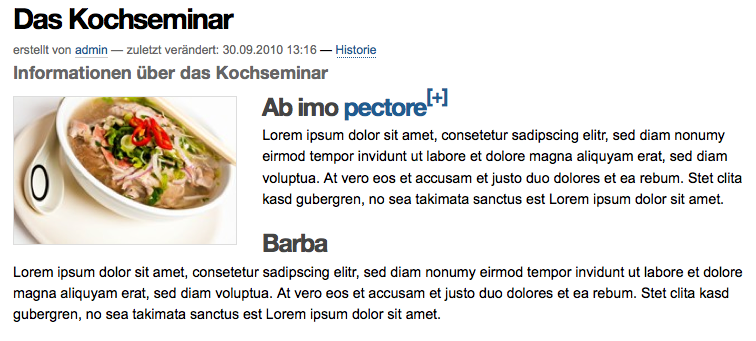 Das Kochseminar
erstellt von admin — zuletzt verändert: 30.09.2010 13:16 — Historie
Informationen über das Kochseminar
Ab imo pectore[+]
Lorem ipsum dolor sit amet, consetetur sadipscing elitr, sed diam nonumy
eirmod tempor invidunt ut labore et dolore magna aliquyam erat, sed diam
voluptua. At vero eos et accusam et justo duo dolores et ea rebum. Stet clita
kasd gubergren, no sea takimata sanctus est Lorem ipsum dolor sit amet.
Barba
Lorem ipsum dolor sit amet, consetetur sadipscing elitr, sed diam nonumy eirmod tempor invidunt ut labore et dolore
magna aliquyam erat, sed diam voluptua. At vero eos et accusam et justo duo dolores et ea rebum. Stet clita kasd
gubergren, no sea takimata sanctus est Lorem ipsum dolor sit amet.